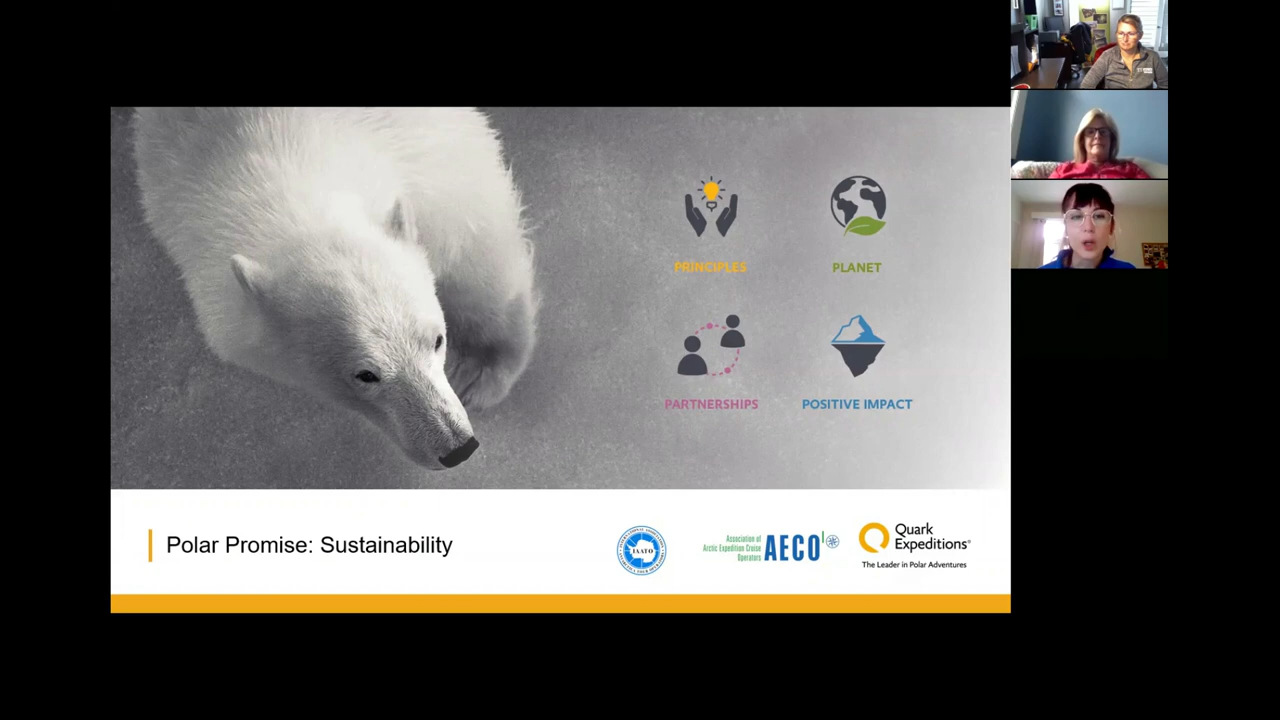 PRINCIPLES
PLANET
PARTNERSHIPS
POSITIVE IMPACT
Polar Promise: Sustainability
IAATO
Association of
Arctic Expedition Cruise
Operators
AECO
Quark
Expeditions®
The Leader in Polar Adventures